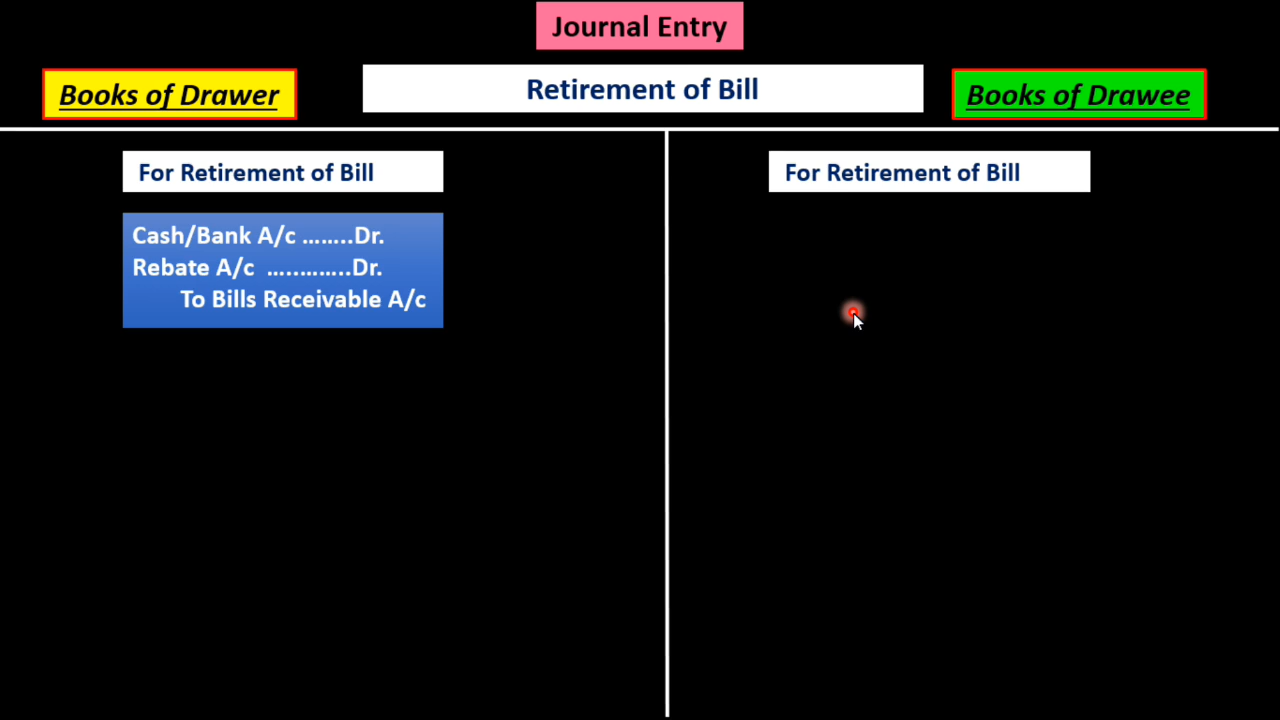 Journal Entry
Books of Drawer
Retirement of Bill
Books of Drawee
For Retirement of Bill
Cash/Bank A/c ……..Dr.
Rebate A/c …..……..Dr.
To Bills Receivable A/c
For Retirement of Bill